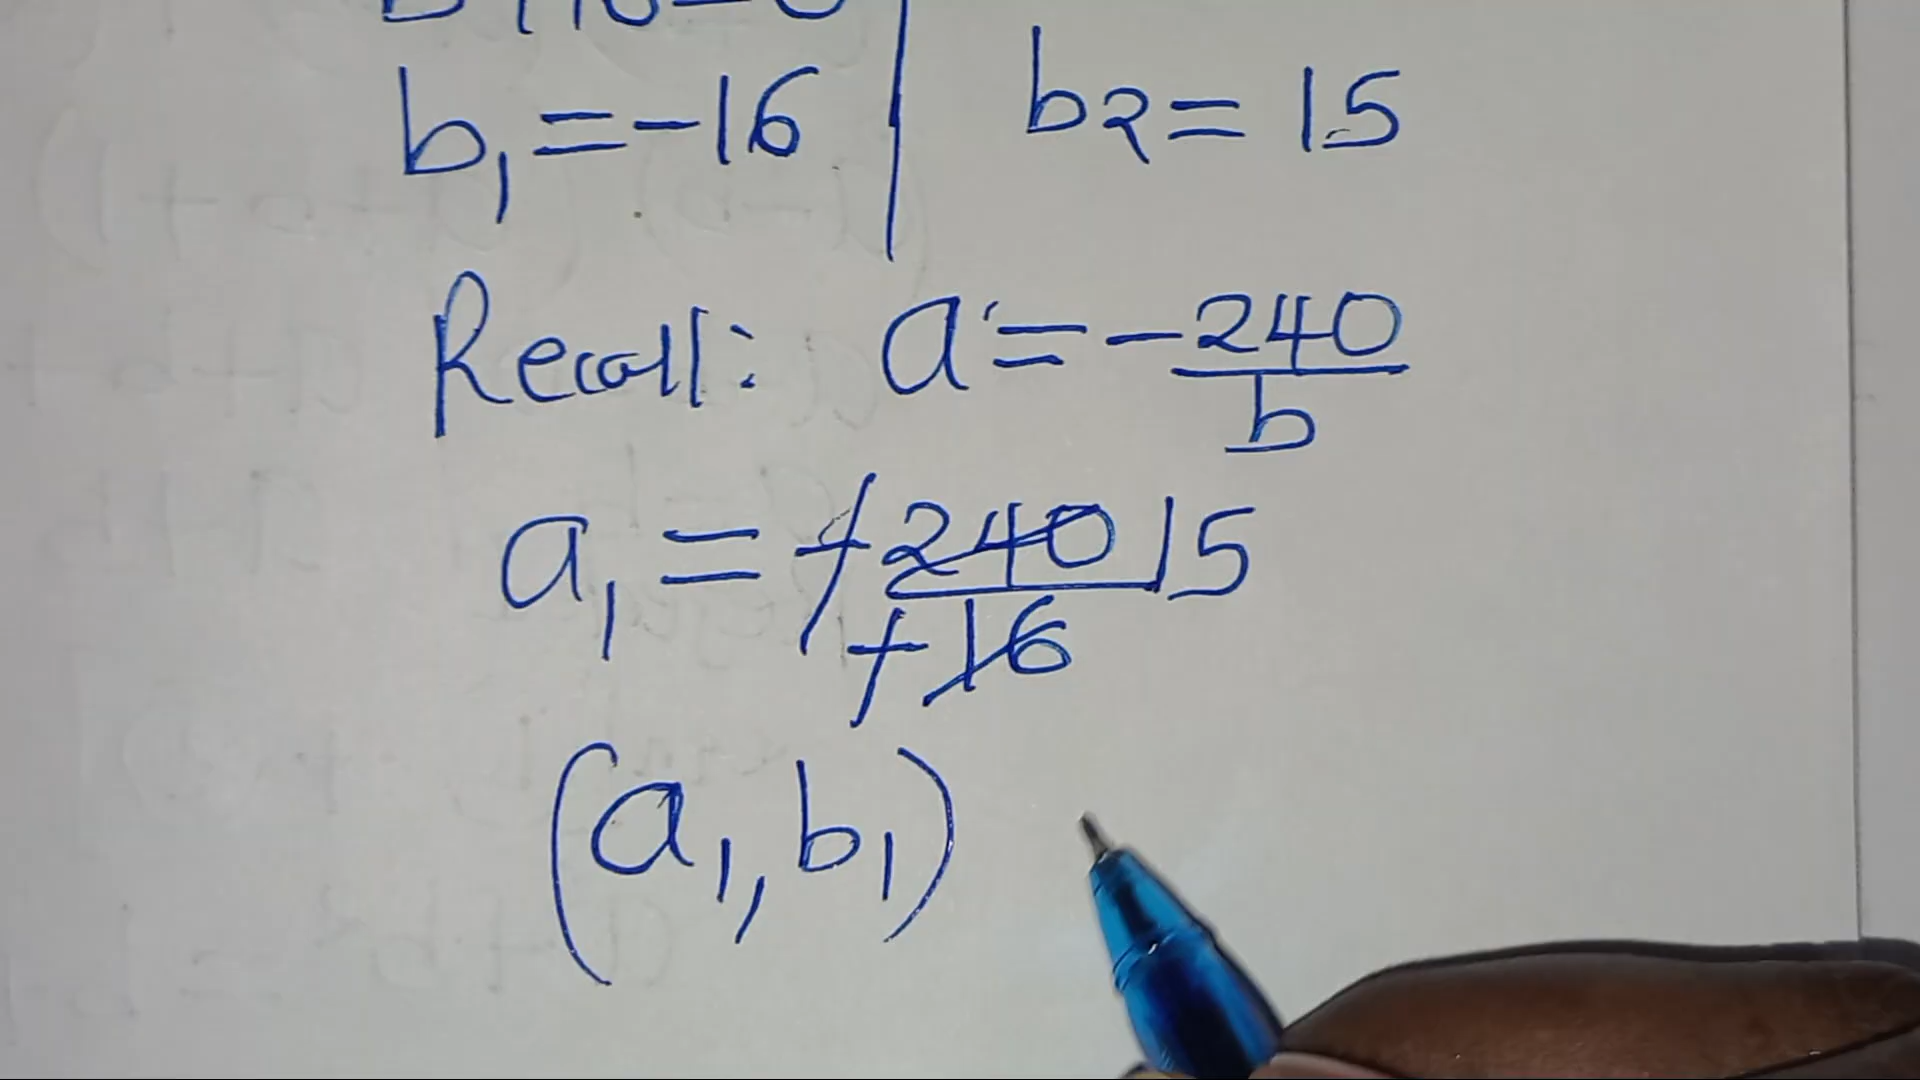 b₁ = -16 | b₂ = 15
Recall: a = -240/b
a₁ = -240/-16 15
(a₁, b₁)